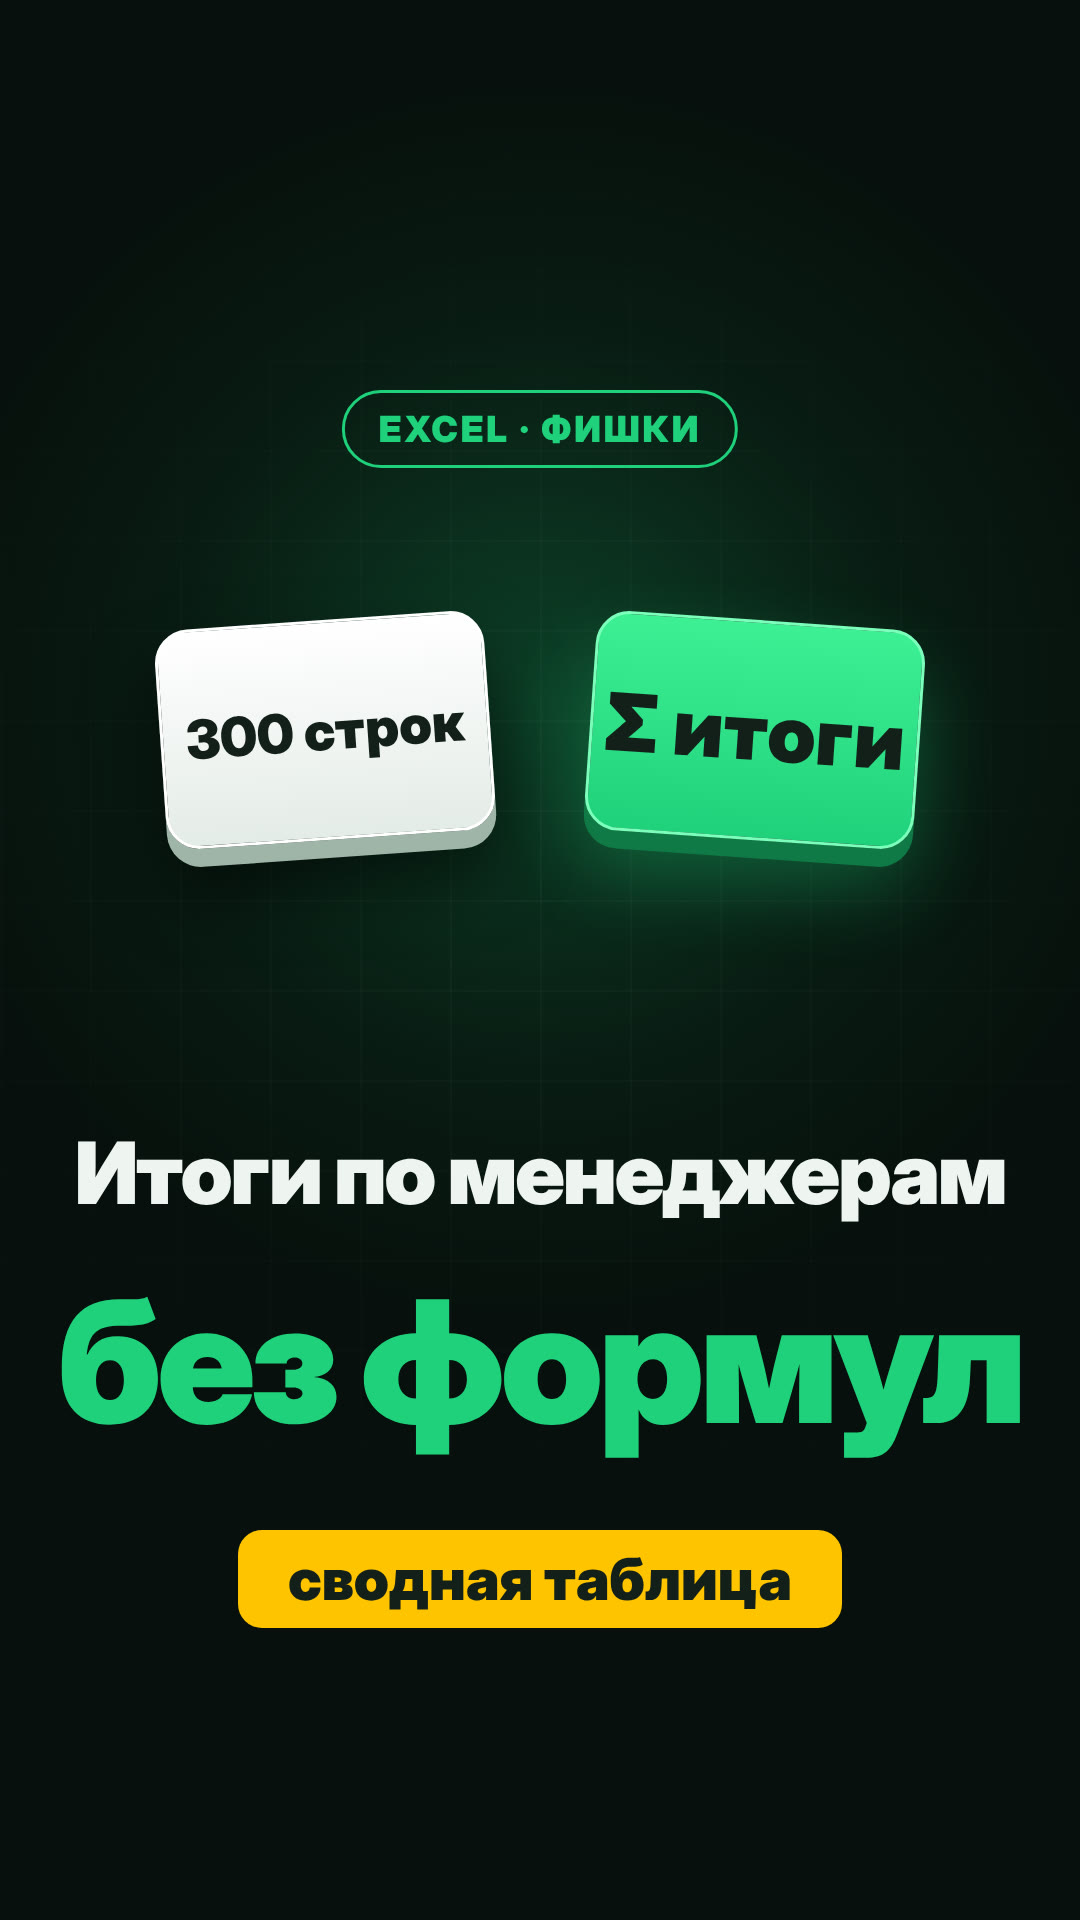 EXCEL · ФИШКИ
300 строк
Σ итоги
Итоги по менеджерам
без формул
сводная таблица